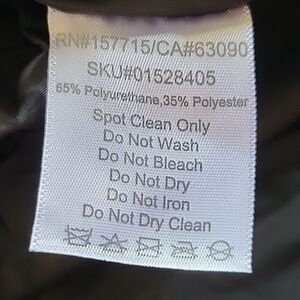 RN#157715/CA#63090
SKU#01528405
65% Polyurethane,35% Polyester
Spot Clean Only
Do Not Wash
Do Not Bleach
Do Not Dry
Do Not Iron
Do Not Dry Clean